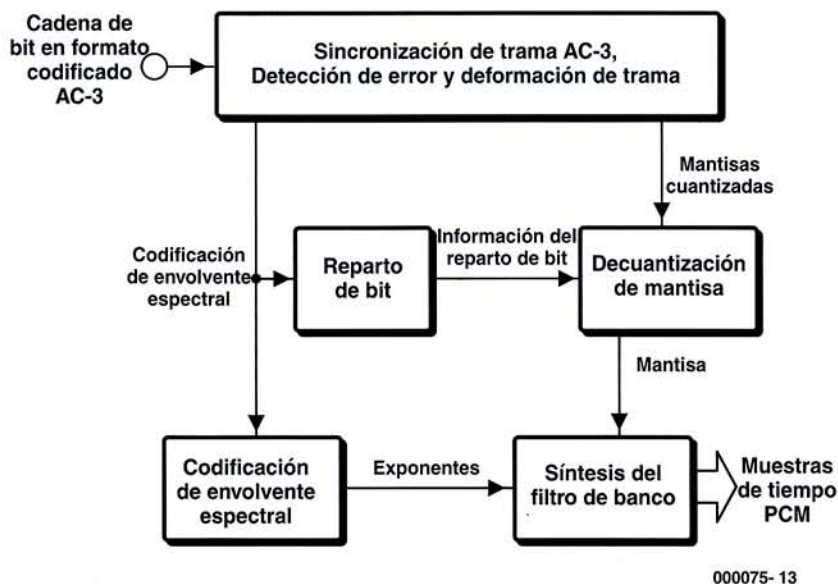 Cadena de
bit en formato
codificado
AC-3
Sincronización de trama AC-3,
Detección de error y deformación de trama
Mantisas
cuantizadas
Codificación
de envolvente
espectral
Reparto
de bit
Información del
reparto de bit
Decuantización
de mantisa
Mantisa
Codificación
de envolvente
espectral
Exponentes
Síntesis del
filtro de banco
Muestras
de tiempo
PCM
000075- 13